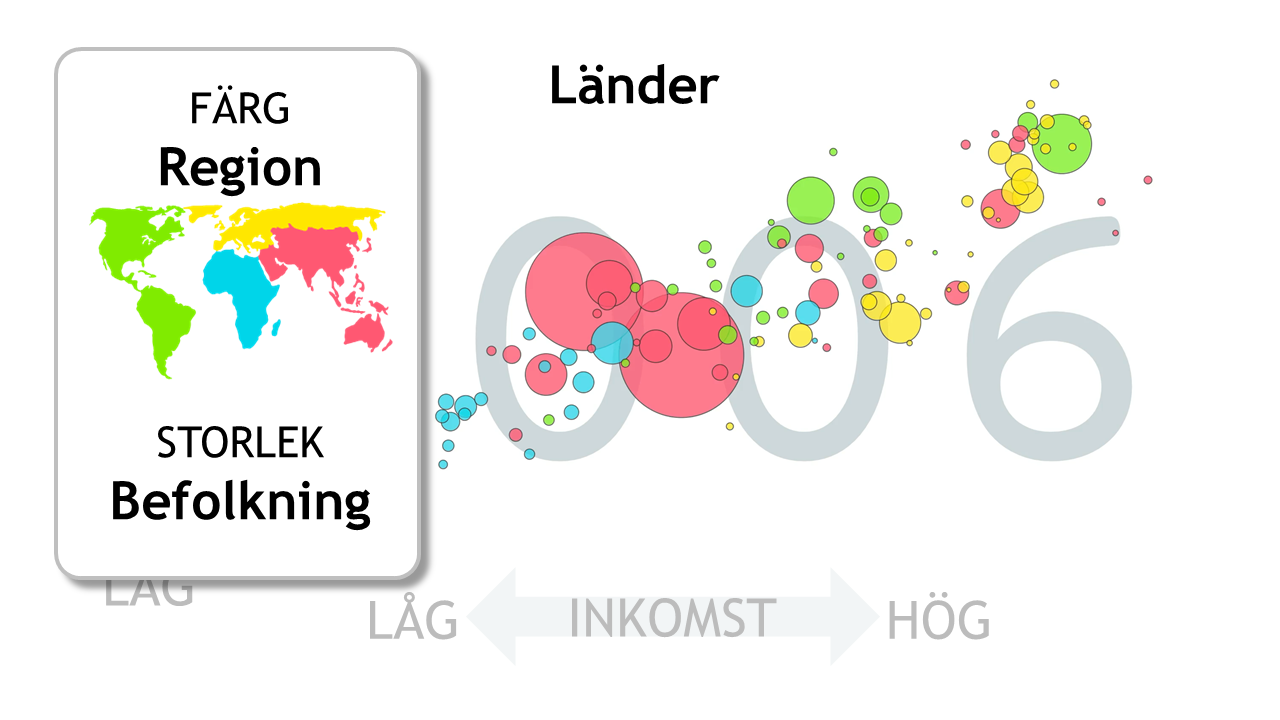 FÄRG
Region
STORLEK
Befolkning
Länder
006
LÅG
LÅG
INKOMST
HÖG